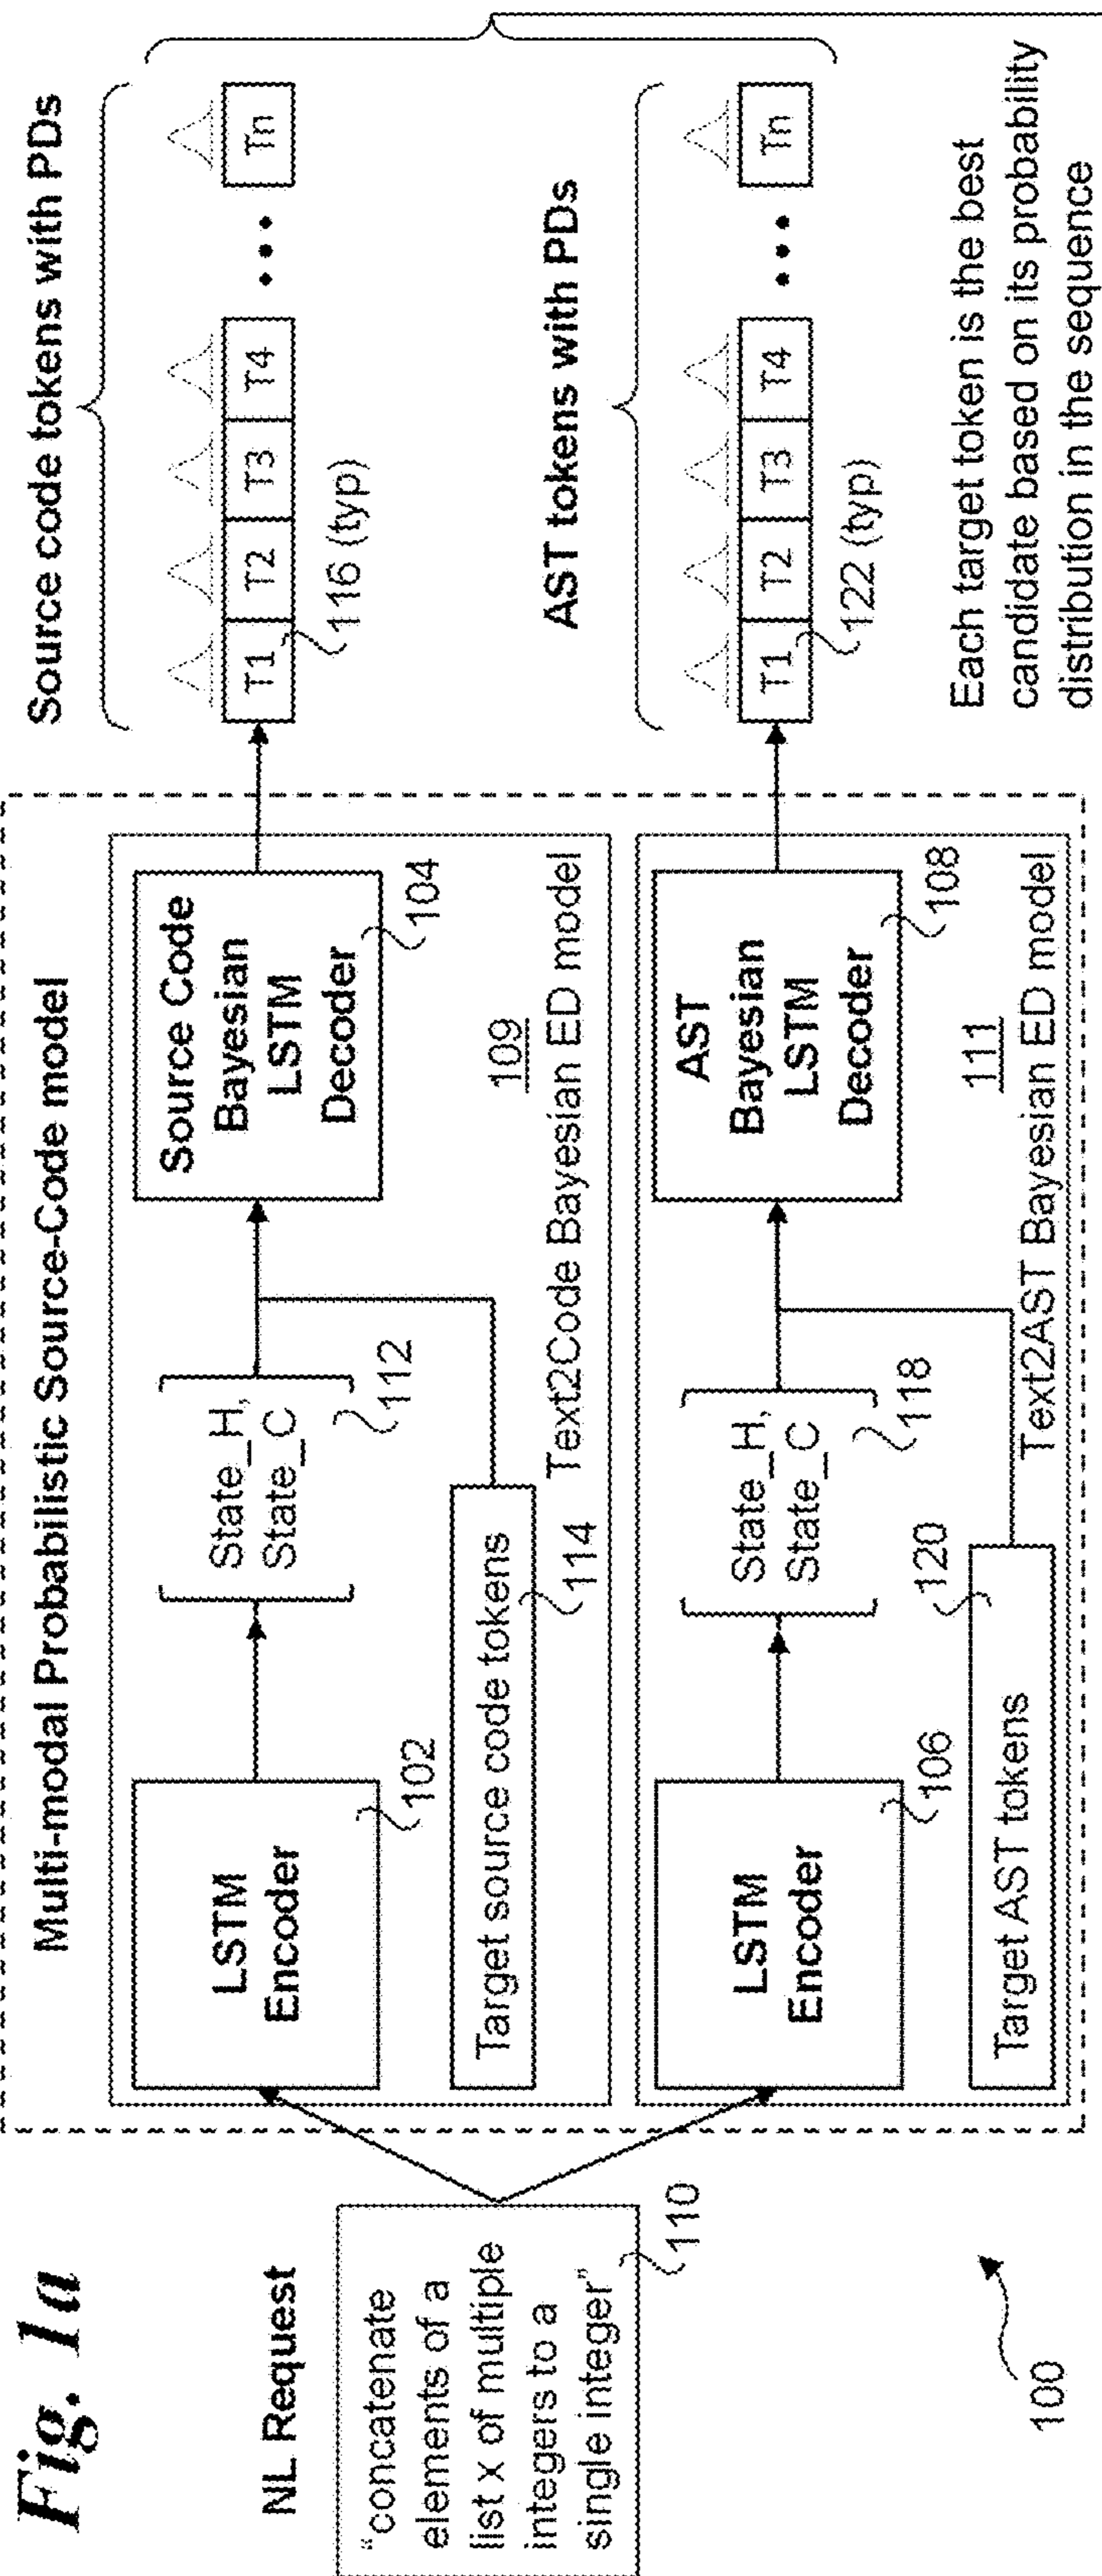 Fig. 1a
NL Request
“concatenate
elements of a
list x of multiple
integers to a
single integer”
110
100
Multi-modal Probabilistic Source-Code model
LSTM
Encoder
102
State_H,
State_C
112
Target source code tokens
114
Source Code
Bayesian
LSTM
Decoder
104
109
Text2Code Bayesian ED model
LSTM
Encoder
106
State_H,
State_C
118
Target AST tokens
120
AST
Bayesian
LSTM
Decoder
108
111
Text2AST Bayesian ED model
Source code tokens with PDs
T1 T2 T3 T4 ••• Tn
116 (typ)
AST tokens with PDs
T1 T2 T3 T4 ••• Tn
122 (typ)
Each target token is the best
candidate based on its probability
distribution in the sequence